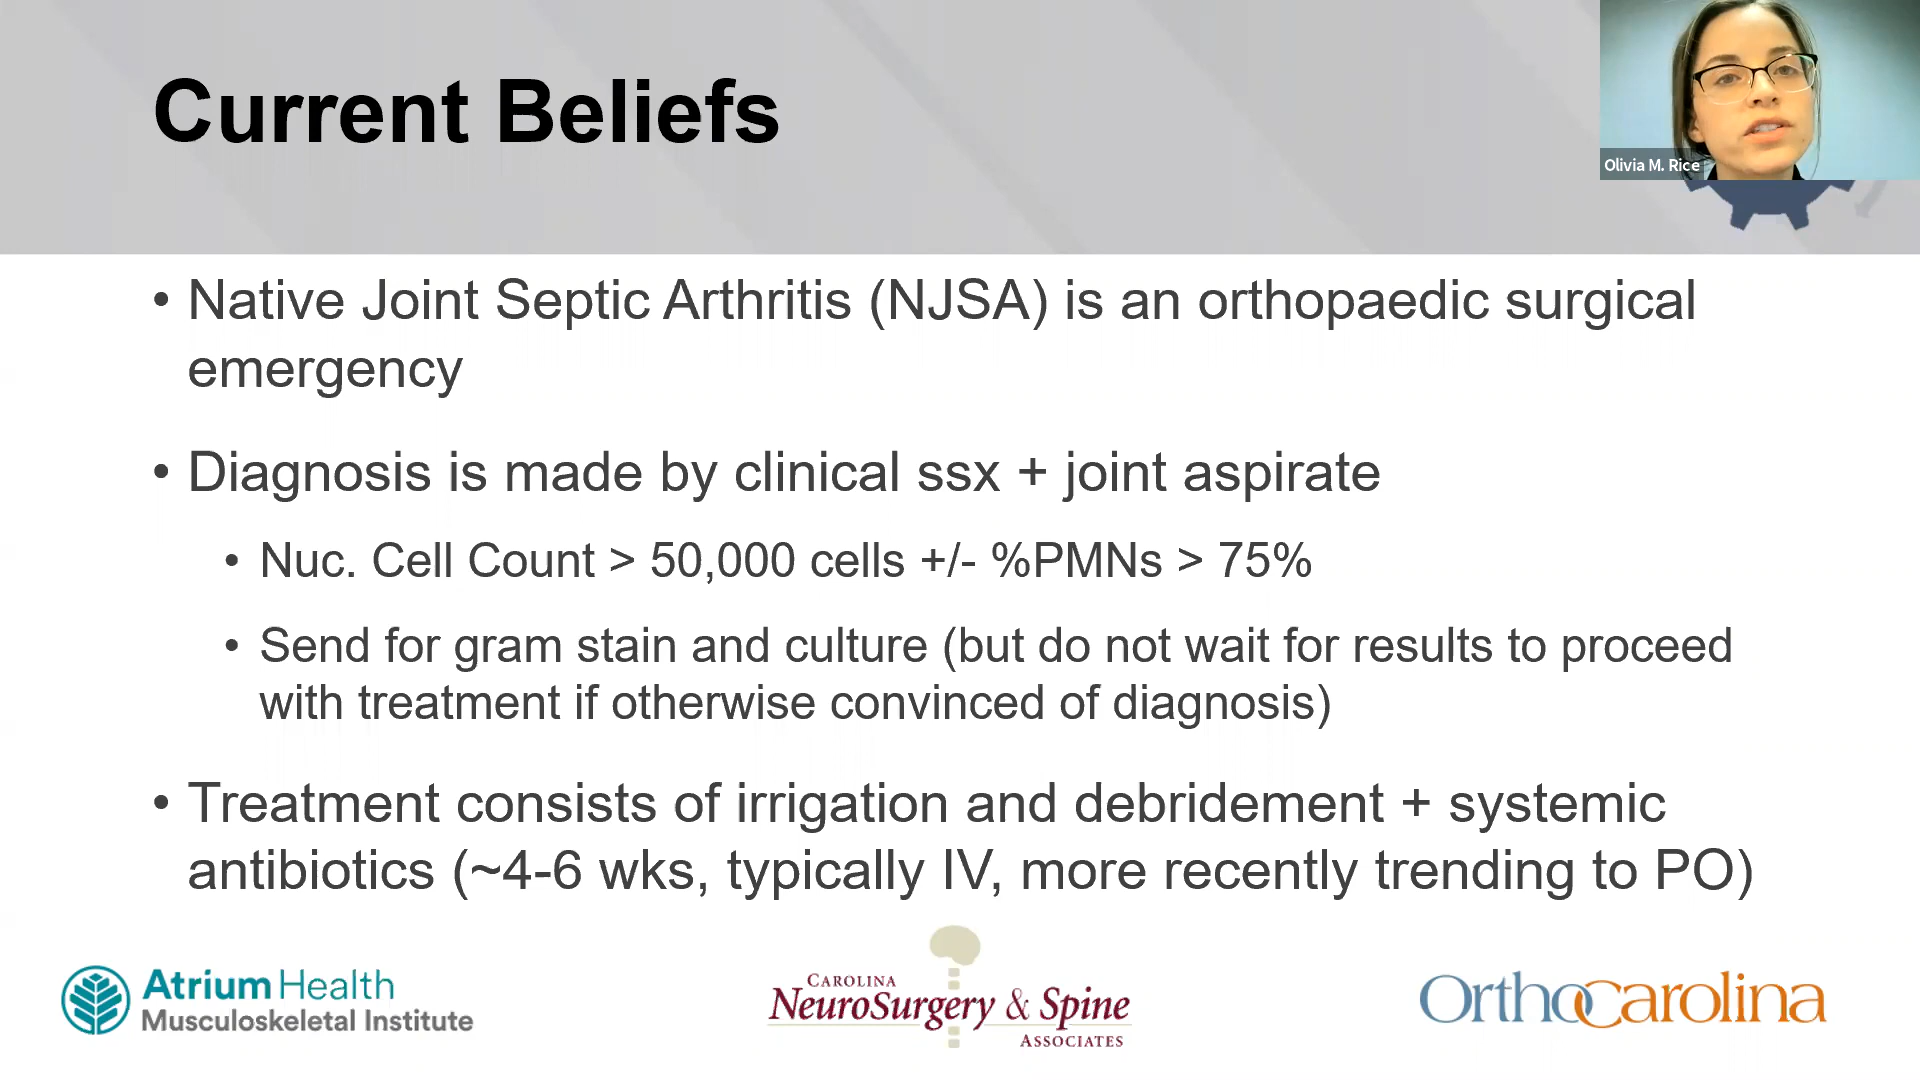 Current Beliefs
Olivia M. Rice
• Native Joint Septic Arthritis (NJSA) is an orthopaedic surgical
emergency
• Diagnosis is made by clinical ssx + joint aspirate
• Nuc. Cell Count > 50,000 cells +/- %PMNs > 75%
• Send for gram stain and culture (but do not wait for results to proceed
with treatment if otherwise convinced of diagnosis)
• Treatment consists of irrigation and debridement + systemic
antibiotics (~4-6 wks, typically IV, more recently trending to PO)
Atrium Health
Musculoskeletal Institute
CAROLINA
NEUROSURGERY & SPINE
ASSOCIATES
OrthoCarolina